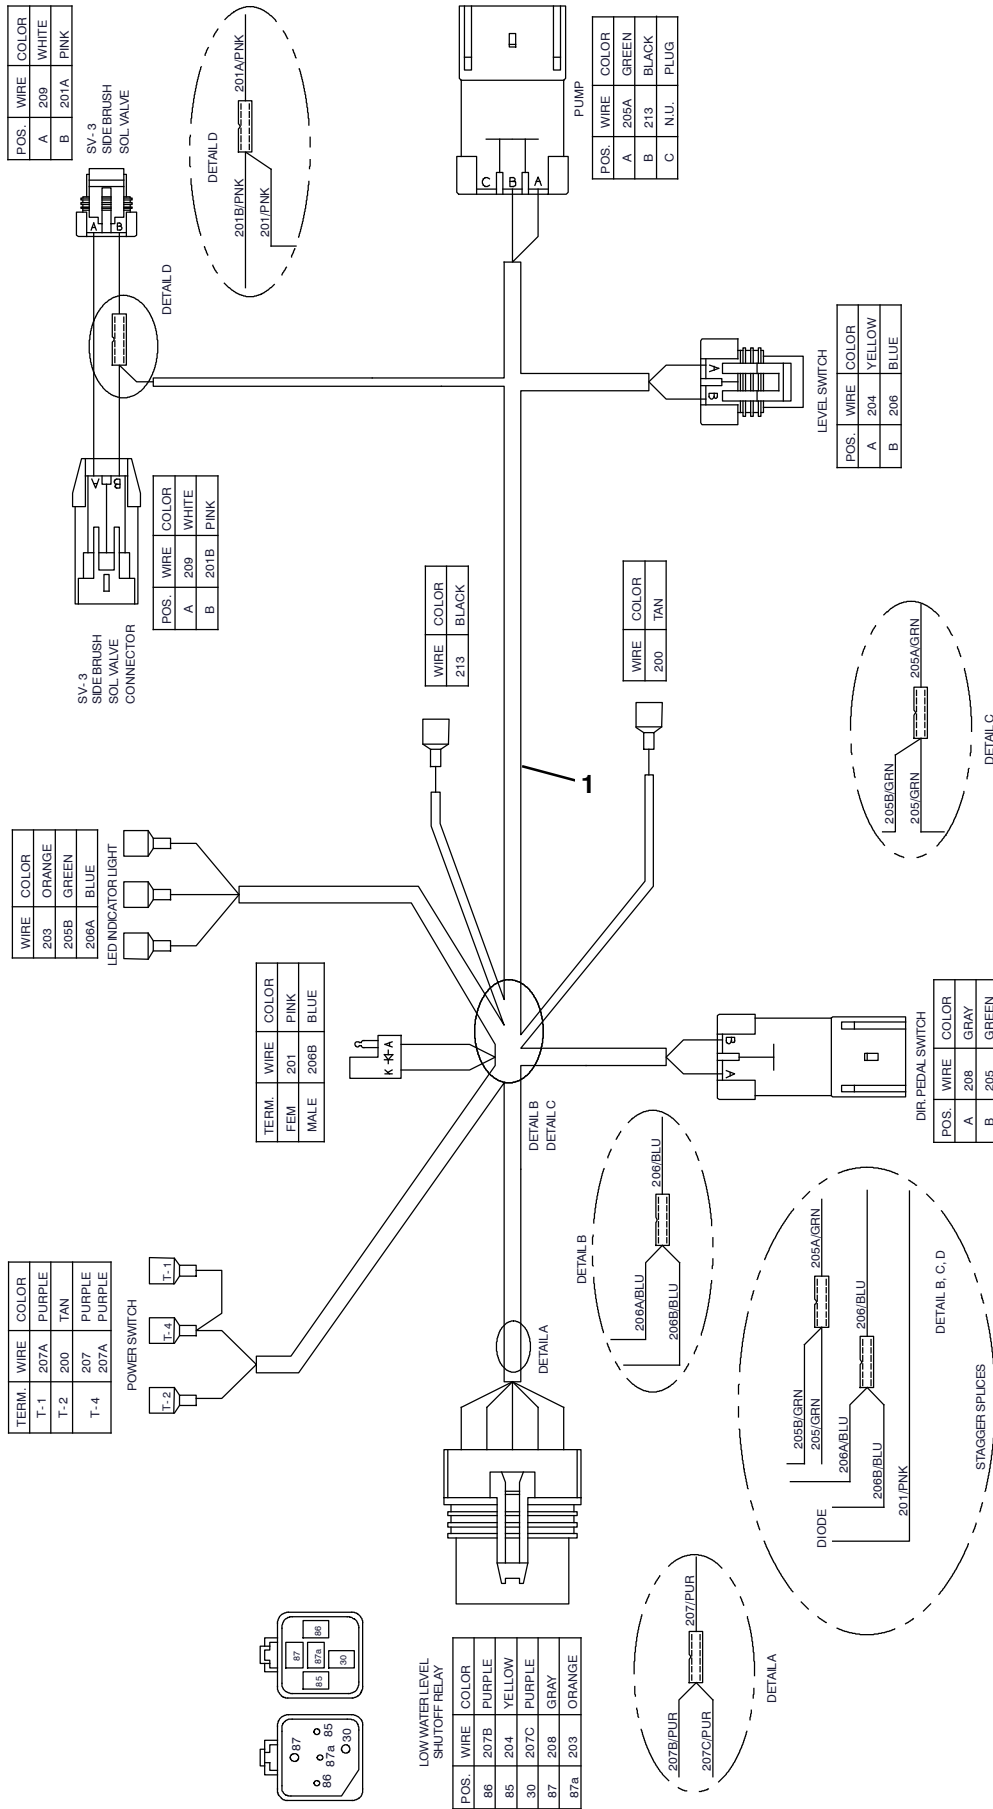 POS. WIRE COLOR
A 209 WHITE
B 201A PINK
SV-3
SIDE BRUSH
SOL VALVE
A
B
DETAIL D
DETAIL D
201B/PNK
201/PNK
201A/PNK
A
B
POS. WIRE COLOR
A 209 WHITE
B 201B PINK
SV-3
SIDE BRUSH
SOL VALVE
CONNECTOR
C
B
A
PUMP
POS. WIRE COLOR
A 205A GREEN
B 213 BLACK
C N.U. PLUG
A
B
LEVEL SWITCH
POS. WIRE COLOR
A 204 YELLOW
B 206 BLUE
WIRE COLOR
213 BLACK
WIRE COLOR
200 TAN
1
205B/GRN
205/GRN
205A/GRN
DETAIL C
WIRE COLOR
203 ORANGE
205B GREEN
206A BLUE
LED INDICATOR LIGHT
TERM. WIRE COLOR
FEM 201 PINK
MALE 206B BLUE
K A
DETAIL B
DETAIL C
B
A
DIR. PEDAL SWITCH
POS. WIRE COLOR
A 208 GRAY
B 205 GREEN
TERM. WIRE COLOR
T-1 207A PURPLE
T-2 200 TAN
T-4 207 PURPLE
207A PURPLE
POWER SWITCH
T-1
T-4
T-2
DETAIL A
DETAIL B
206A/BLU
206B/BLU
206/BLU
205B/GRN
205/GRN
205A/GRN
206A/BLU
206B/BLU
206/BLU
201/PNK
DIODE
DETAIL B, C, D
STAGGER SPLICES
87
86
87a
85
30
87
85
87a
86
30
LOW WATER LEVEL
SHUTOFF RELAY
POS. WIRE COLOR
86 207B PURPLE
85 204 YELLOW
30 207C PURPLE
87 208 GRAY
87a 203 ORANGE
207B/PUR
207C/PUR
207/PUR
DETAIL A